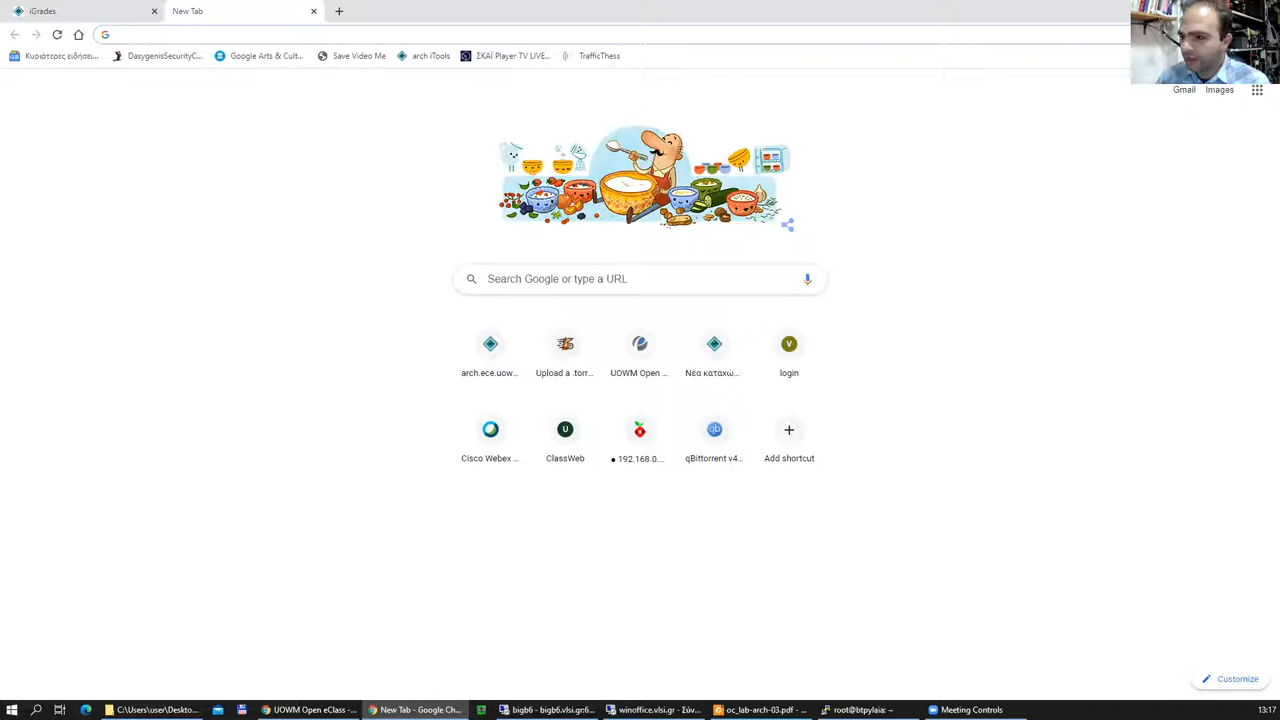 iGrades
New Tab
Κυριότερες ειδήσει...
DasygenisSecurityC...
Google Arts & Cult...
Save Video Me
arch iTools
ΣΚΑΪ Player TV LIVE...
TrafficThess
Gmail
Images
Search Google or type a URL
arch.ece.uow...
Upload a .torr...
UOWM Open ...
Νέα καταχώ...
V
login
Cisco Webex ...
U
ClassWeb
192.168.0....
qb
qBittorrent v4...
Add shortcut
Customize
C:\Users\user\Deskto...
UOWM Open eClass -...
New Tab - Google Ch...
bigb6 - bigb6.vlsi.gr:6...
winoffice.vlsi.gr - Σύν...
oc_lab-arch-03.pdf - ...
root@btpylaia: ~
Meeting Controls
13:17